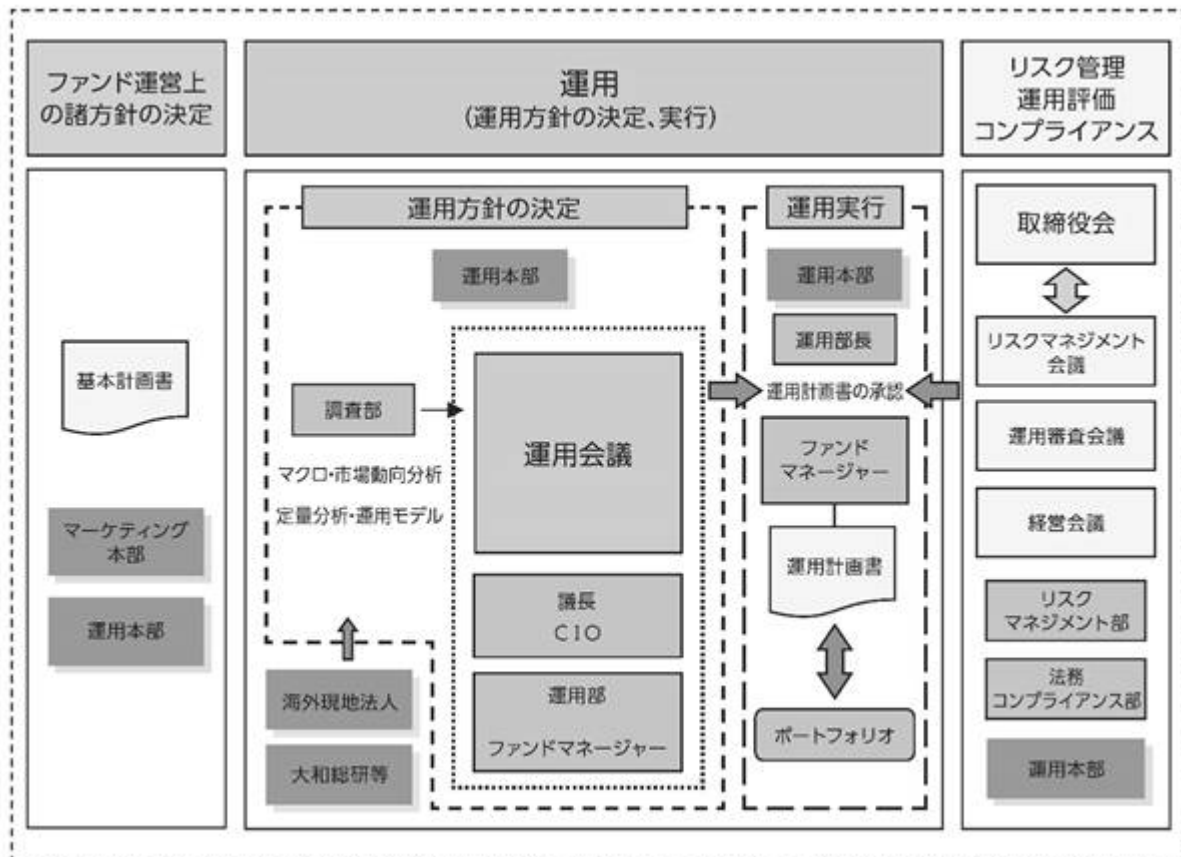 ファンド運営上
の諸方針の決定
基本計画書
マーケティング
本部
運用本部
運用
(運用方針の決定、実行)
運用方針の決定
運用本部
調査部
マクロ・市場動向分析
定量分析・運用モデル
運用会議
議長
CIO
運用部
ファンドマネージャー
海外現地法人
大和総研等
運用実行
運用本部
運用部長
運用計画書の承認
ファンド
マネージャー
運用計画書
ポートフォリオ
リスク管理
運用評価
コンプライアンス
取締役会
リスクマネジメント
会議
運用審査会議
経営会議
リスク
マネジメント部
法務
コンプライアンス部
運用本部